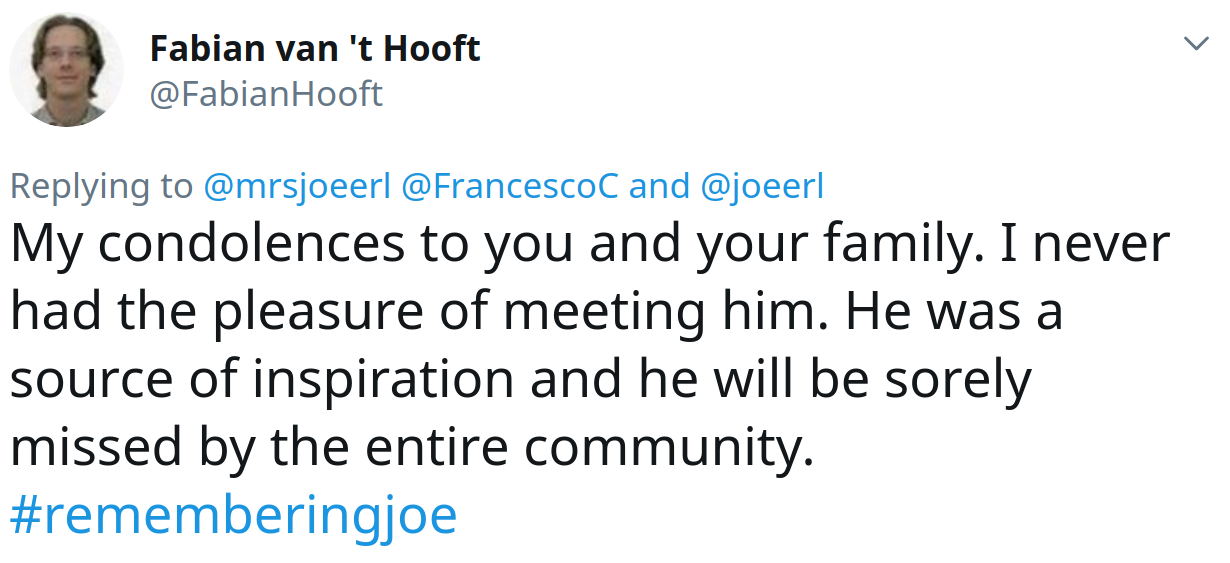 Fabian van 't Hooft
@FabianHooft
Replying to @mrsjoeerl @FrancescoC and @joeerl
My condolences to you and your family. I never
had the pleasure of meeting him. He was a
source of inspiration and he will be sorely
missed by the entire community.
#rememberingjoe